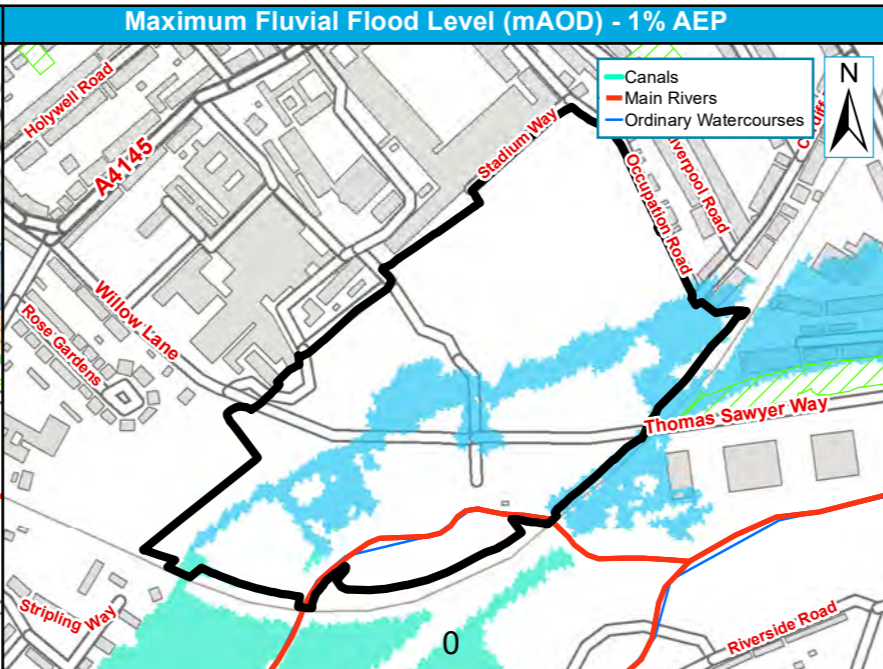 Maximum Fluvial Flood Level (mAOD) - 1% AEP
Canals
Main Rivers
Ordinary Watercourses
N
Holywell Road
A4145
Stadium Way
Occupation Road
Willow Lane
Rose Gardens
Thomas Sawyer Way
Stripling Way
0
Riverside Road